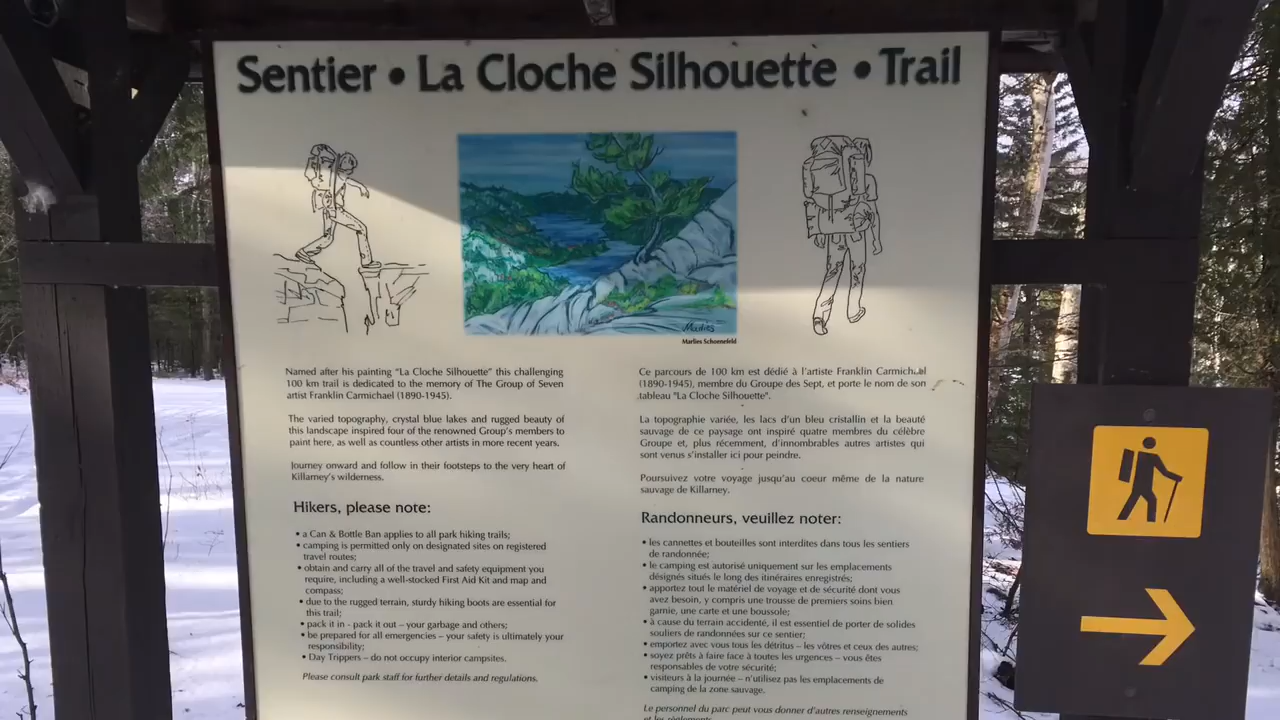 Sentier • La Cloche Silhouette • Trail
Marlies
Marlies Schoenefeld
Named after his painting "La Cloche Silhouette" this challenging
100 km trail is dedicated to the memory of The Group of Seven
artist Franklin Carmichael (1890-1945).
The varied topography, crystal blue lakes and rugged beauty of
this landscape inspired four of the renowned Group's members to
paint here, as well as countless other artists in more recent years.
Journey onward and follow in their footsteps to the very heart of
Killarney's wilderness.
Hikers, please note:
• a Can & Bottle Ban applies to all park hiking trails;
• camping is permitted only on designated sites on registered
travel routes;
• obtain and carry all of the travel and safety equipment you
require, including a well-stocked First Aid Kit and map and
compass;
• due to the rugged terrain, sturdy hiking boots are essential for
this trail;
• pack it in - pack it out – your garbage and others;
• be prepared for all emergencies – your safety is ultimately your
responsibility;
• Day Trippers – do not occupy interior campsites.
Please consult park staff for further details and regulations.
Ce parcours de 100 km est dédié à l'artiste Franklin Carmichael
(1890-1945), membre du Groupe des Sept, et porte le nom de son
tableau "La Cloche Silhouette".
La topographie variée, les lacs d'un bleu cristallin et la beauté
sauvage de ce paysage ont inspiré quatre membres du célèbre
Groupe et, plus récemment, d'innombrables autres artistes qui
sont venus s'installer ici pour peindre.
Poursuivez votre voyage jusqu'au coeur même de la nature
sauvage de Killarney.
Randonneurs, veuillez noter:
• les cannettes et bouteilles sont interdites dans tous les sentiers
de randonnée;
• le camping est autorisé uniquement sur les emplacements
désignés situés le long des itinéraires enregistrés;
• apportez tout le matériel de voyage et de sécurité dont vous
avez besoin, y compris une trousse de premiers soins bien
garnie, une carte et une boussole;
• à cause du terrain accidenté, il est essentiel de porter de solides
souliers de randonnées sur ce sentier;
• emportez avec vous tous les détritus – les vôtres et ceux des autres;
• soyez prêts à faire face à toutes les urgences – vous êtes
responsables de votre sécurité;
• visiteurs à la journée – n'utilisez pas les emplacements de
camping de la zone sauvage.
Le personnel du parc peut vous donner d'autres renseignements
et les règlements